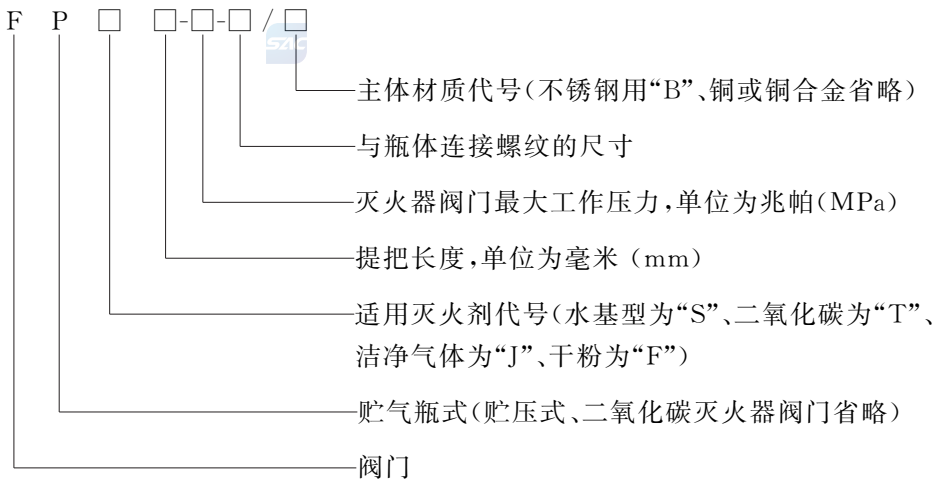 F P □ □-□-□/□
SAC
主体材质代号(不锈钢用“B”、铜或铜合金省略)
与瓶体连接螺纹的尺寸
灭火器阀门最大工作压力,单位为兆帕(MPa)
提把长度,单位为毫米(mm)
适用灭火剂代号(水基型为“S”、二氧化碳为“T”、
洁净气体为“J”、干粉为“F”)
贮气瓶式(贮压式、二氧化碳灭火器阀门省略)
阀门